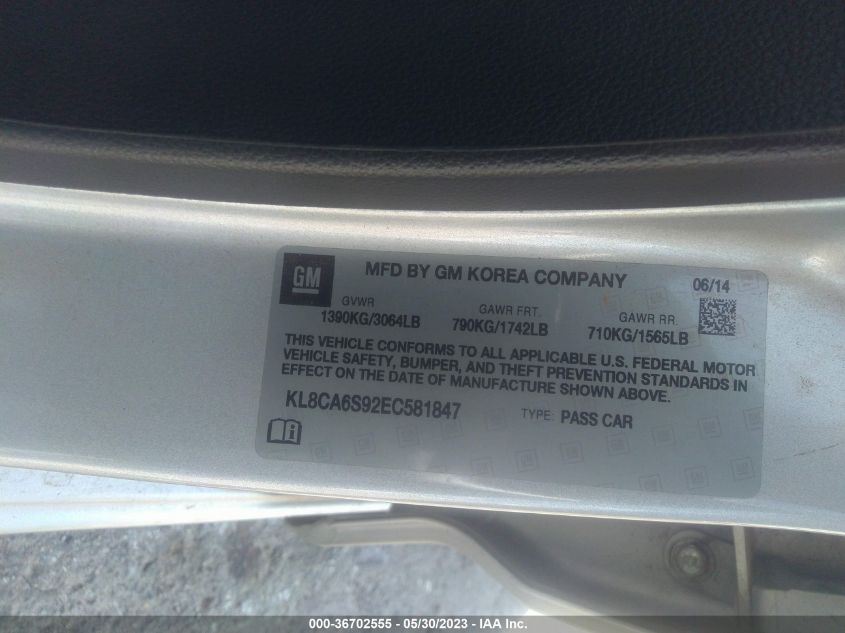 GM
MFD BY GM KOREA COMPANY 06/14
GVWR GAWR FRT. GAWR RR.
1390KG/3064LB 790KG/1742LB 710KG/1565LB
THIS VEHICLE CONFORMS TO ALL APPLICABLE U.S. FEDERAL MOTOR
VEHICLE SAFETY, BUMPER, AND THEFT PREVENTION STANDARDS IN
EFFECT ON THE DATE OF MANUFACTURE SHOWN ABOVE.
KL8CA6S92EC581847 TYPE: PASS CAR
000-36702555 - 05/30/2023 - IAA Inc.